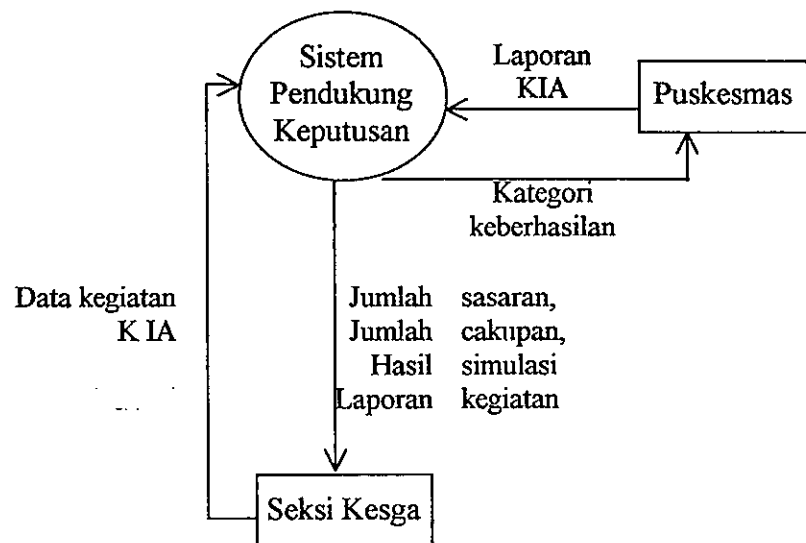 Sistem
Pendukung
Keputusan
Laporan
KIA
Puskesmas
Kategori
keberhasilan
Data kegiatan
K IA
Jumlah sasaran,
Jumlah cakupan,
Hasil simulasi
Laporan kegiatan
Seksi Kesga